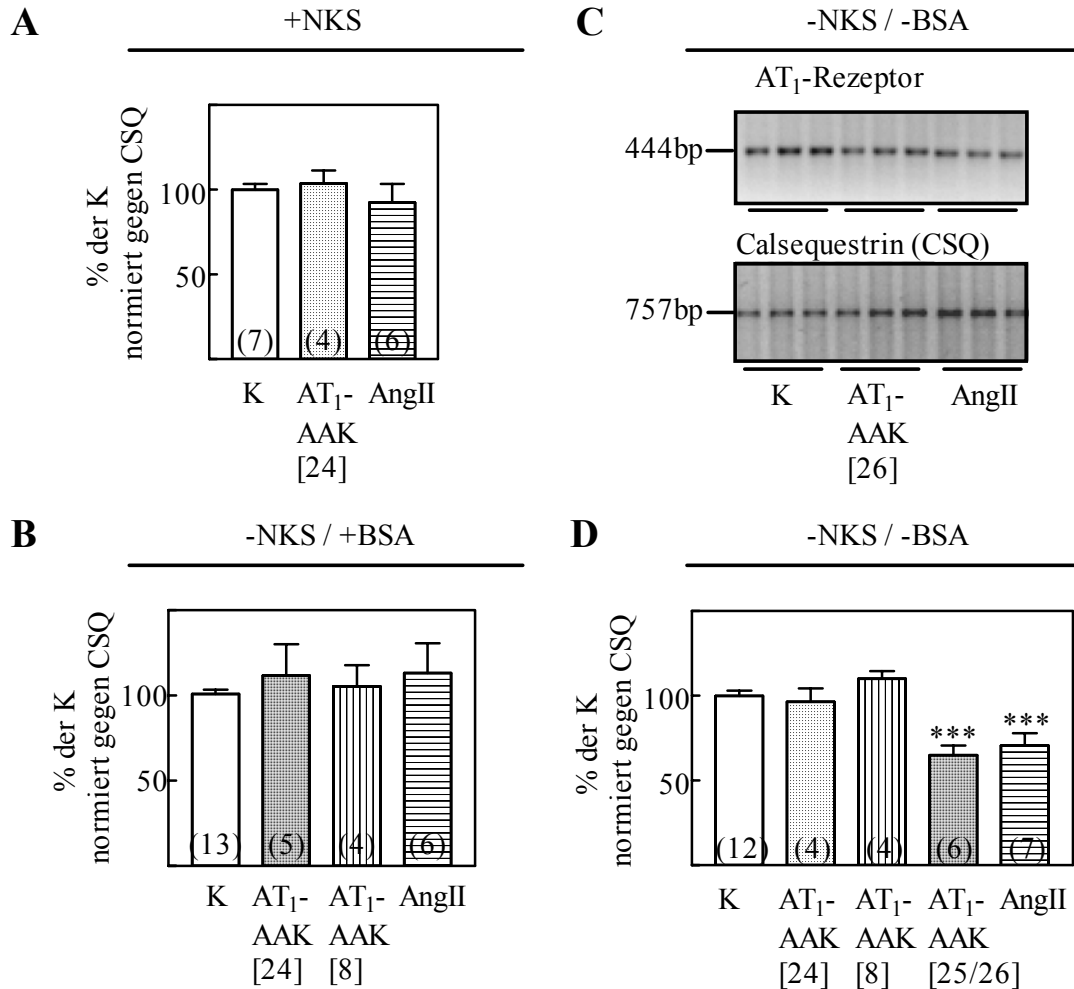 A
+NKS
% der K
normiert gegen CSQ
100
50
(7)
(4)
(6)
K
AT1-
AAK
[24]
AngII
C
-NKS / -BSA
AT1-Rezeptor
444bp
Calsequestrin (CSQ)
757bp
K
AT1-
AAK
[26]
AngII
B
-NKS / +BSA
% der K
normiert gegen CSQ
100
50
(13)
(5)
(4)
(6)
K
AT1-
AAK
[24]
AT1-
AAK
[8]
AngII
D
-NKS / -BSA
% der K
normiert gegen CSQ
100
50
***
***
(12)
(4)
(4)
(6)
(7)
K
AT1-
AAK
[24]
AT1-
AAK
[8]
AT1-
AAK
[25/26]
AngII